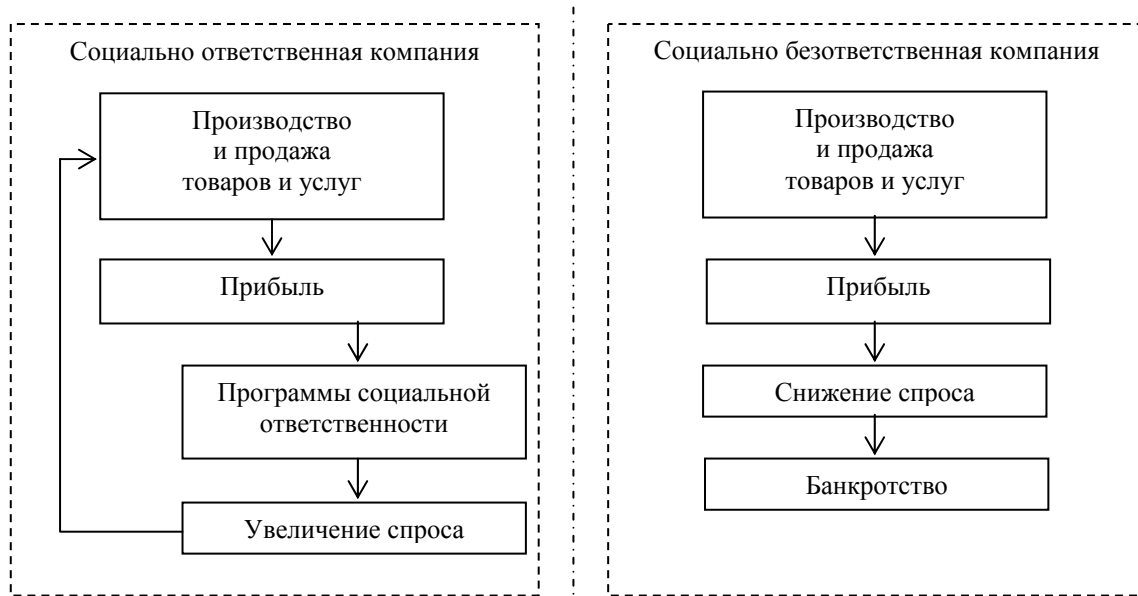 Социально ответственная компания
Производство
и продажа
товаров и услуг
Прибыль
Программы социальной
ответственности
Увеличение спроса
Социально безответственная компания
Производство
и продажа
товаров и услуг
Прибыль
Снижение спроса
Банкротство